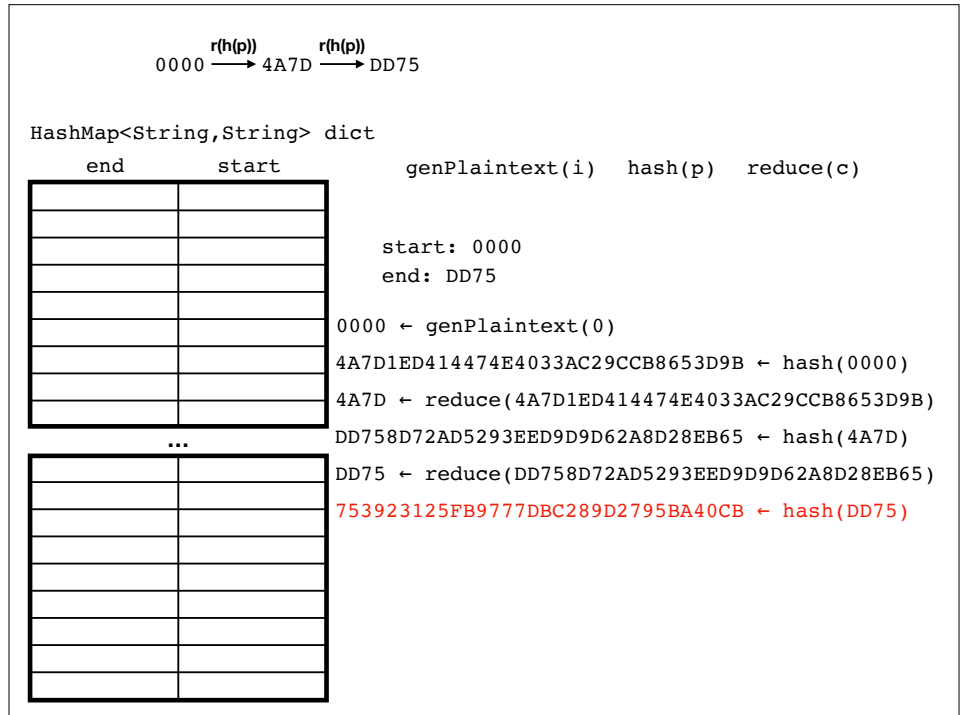 r(h(p)) r(h(p))
0000 → 4A7D → DD75
HashMap<String,String> dict
end start genPlaintext(i) hash(p) reduce(c)
start: 0000
end: DD75
0000 ← genPlaintext(0)
4A7D1ED414474E4033AC29CCB8653D9B ← hash(0000)
4A7D ← reduce(4A7D1ED414474E4033AC29CCB8653D9B)
...
DD758D72AD5293EED9D9D62A8D28EB65 ← hash(4A7D)
DD75 ← reduce(DD758D72AD5293EED9D9D62A8D28EB65)
753923125FB9777DBC289D2795BA40CB ← hash(DD75)